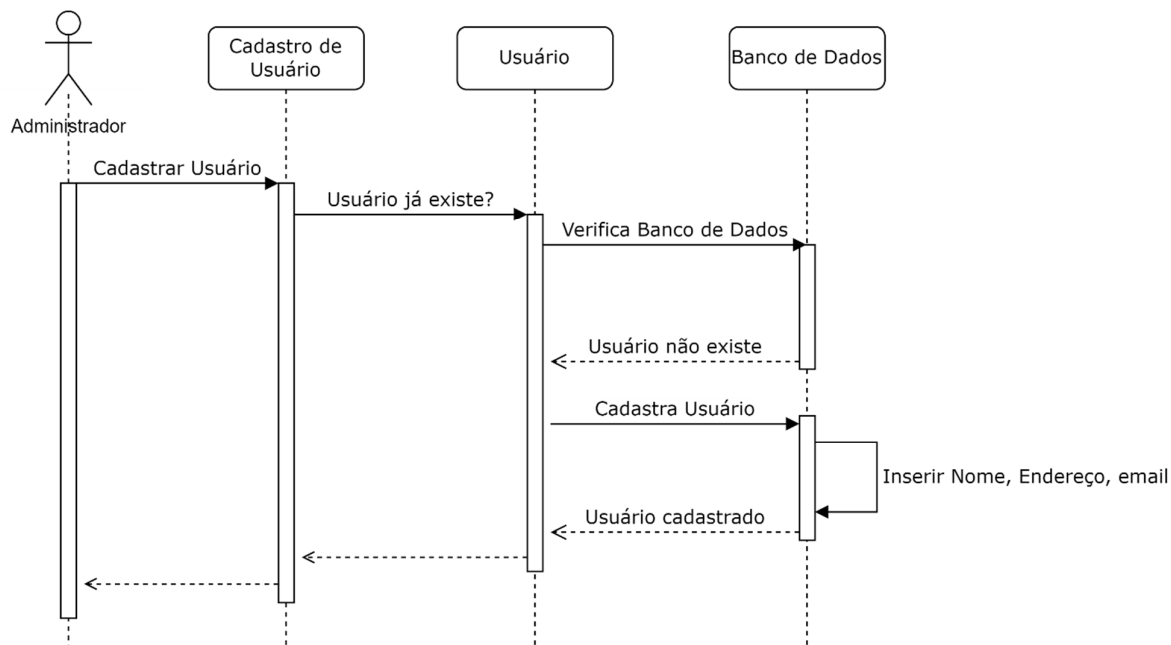 Cadastro de
Usuário
Usuário
Banco de Dados
Administrador
Cadastrar Usuário
Usuário já existe?
Verifica Banco de Dados
Usuário não existe
Cadastra Usuário
Inserir Nome, Endereço, email
Usuário cadastrado